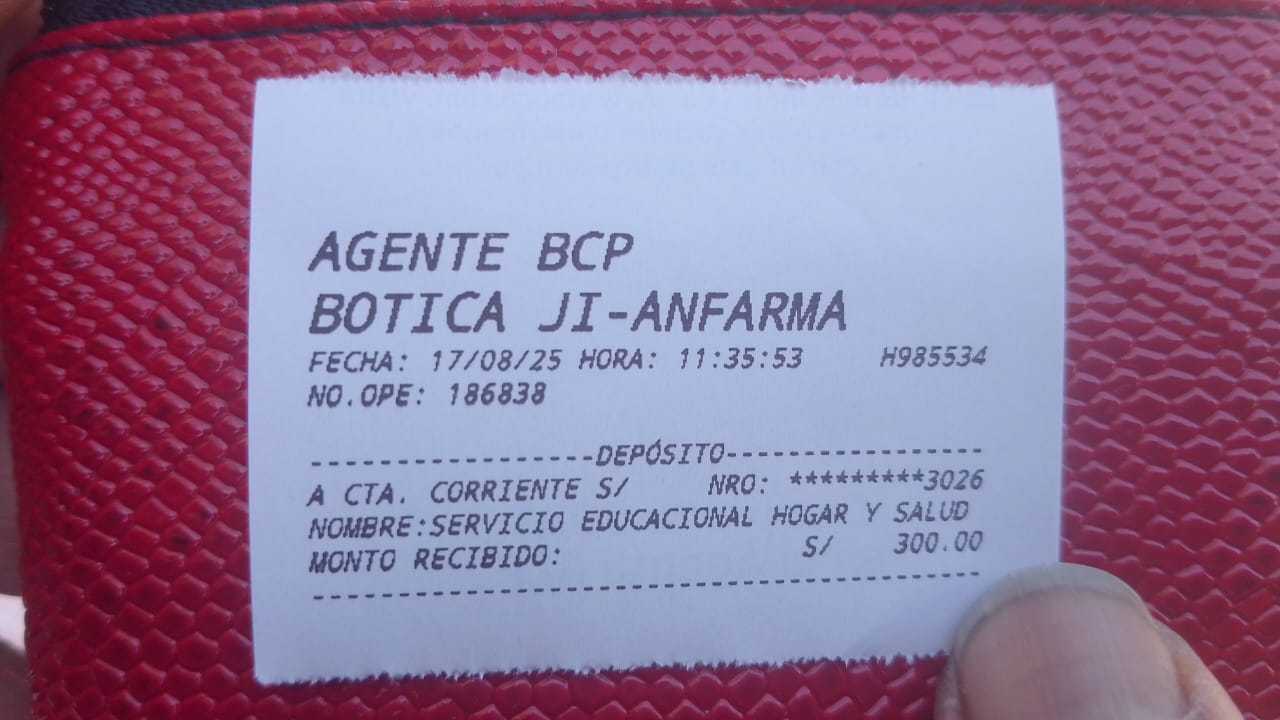 AGENTE BCP
BOTICA JI-ANFARMA
FECHA: 17/08/25 HORA: 11:35:53 H985534
NO.OPE: 186838
-----------------DEPÓSITO-----------------
A CTA. CORRIENTE S/ NRO: *********3026
NOMBRE:SERVICIO EDUCACIONAL HOGAR Y SALUD
MONTO RECIBIDO: S/ 300.00